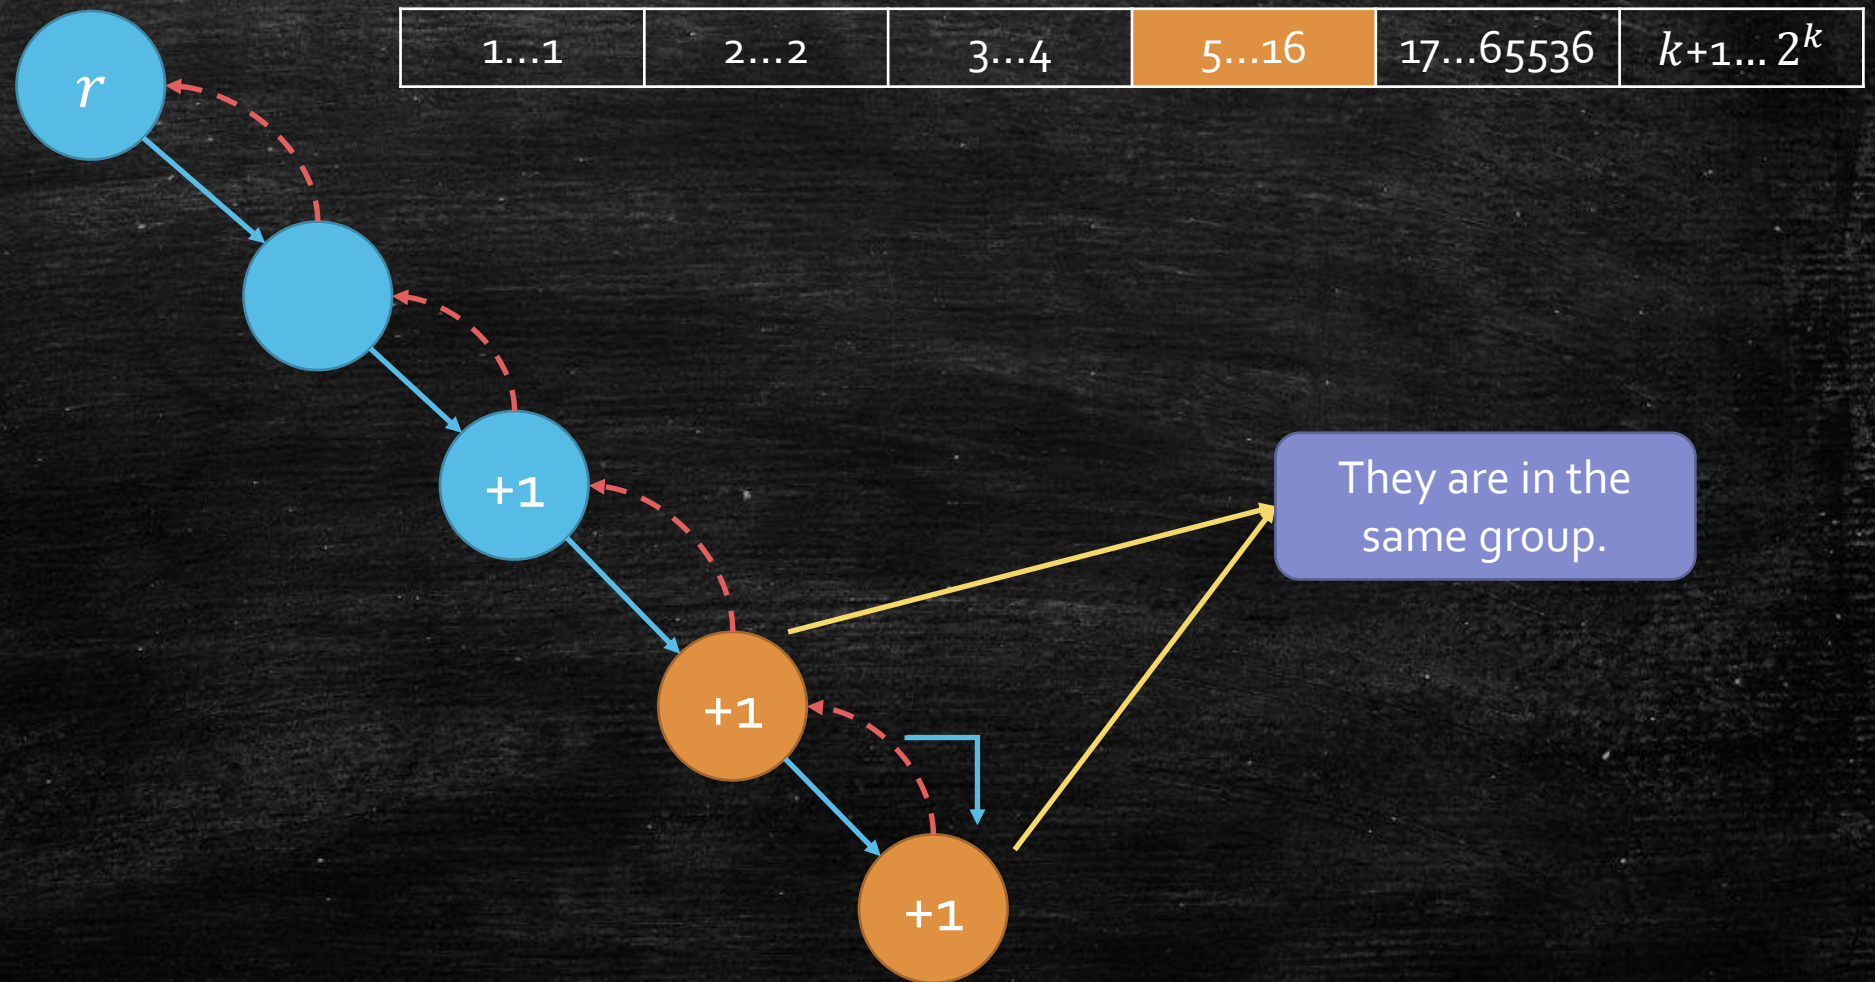 r
1...1 2...2 3...4 5...16 17...65536 k+1... 2^k
+1
They are in the
same group.
+1
+1